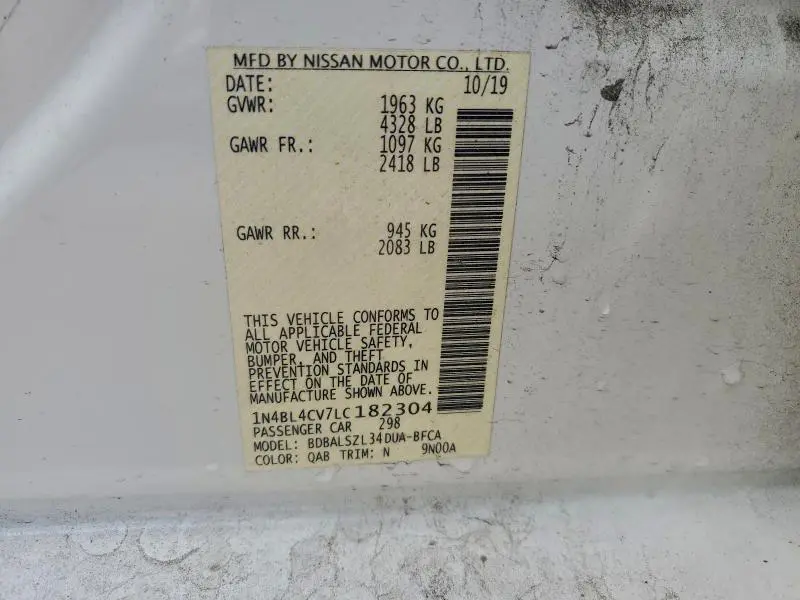 MFD BY NISSAN MOTOR CO., LTD.
DATE: 10/19
GVWR: 1963 KG
4328 LB
GAWR FR.: 1097 KG
2418 LB
GAWR RR.: 945 KG
2083 LB
THIS VEHICLE CONFORMS TO
ALL APPLICABLE FEDERAL
MOTOR VEHICLE SAFETY,
BUMPER, AND THEFT
PREVENTION STANDARDS IN
EFFECT ON THE DATE OF
MANUFACTURE SHOWN ABOVE.
1N4BL4CV7LC182304
PASSENGER CAR 298
MODEL: BDBALSZL34DUA-BFCA
COLOR: QAB TRIM: N 9N00A